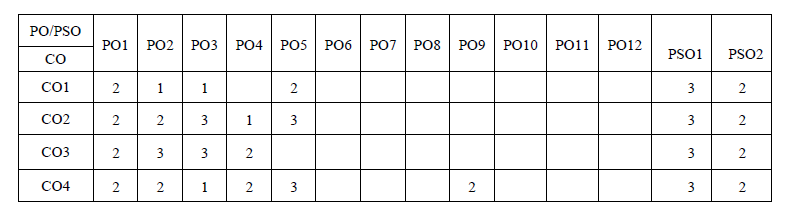 PO/PSO CO PO1 PO2 PO3 PO4 PO5 PO6 PO7 PO8 PO9 PO10 PO11 PO12 PSO1 PSO2
CO1 2 1 1 2 3 2
CO2 2 2 3 1 3 3 2
CO3 2 3 3 2 3 2
CO4 2 2 1 2 3 2 3 2